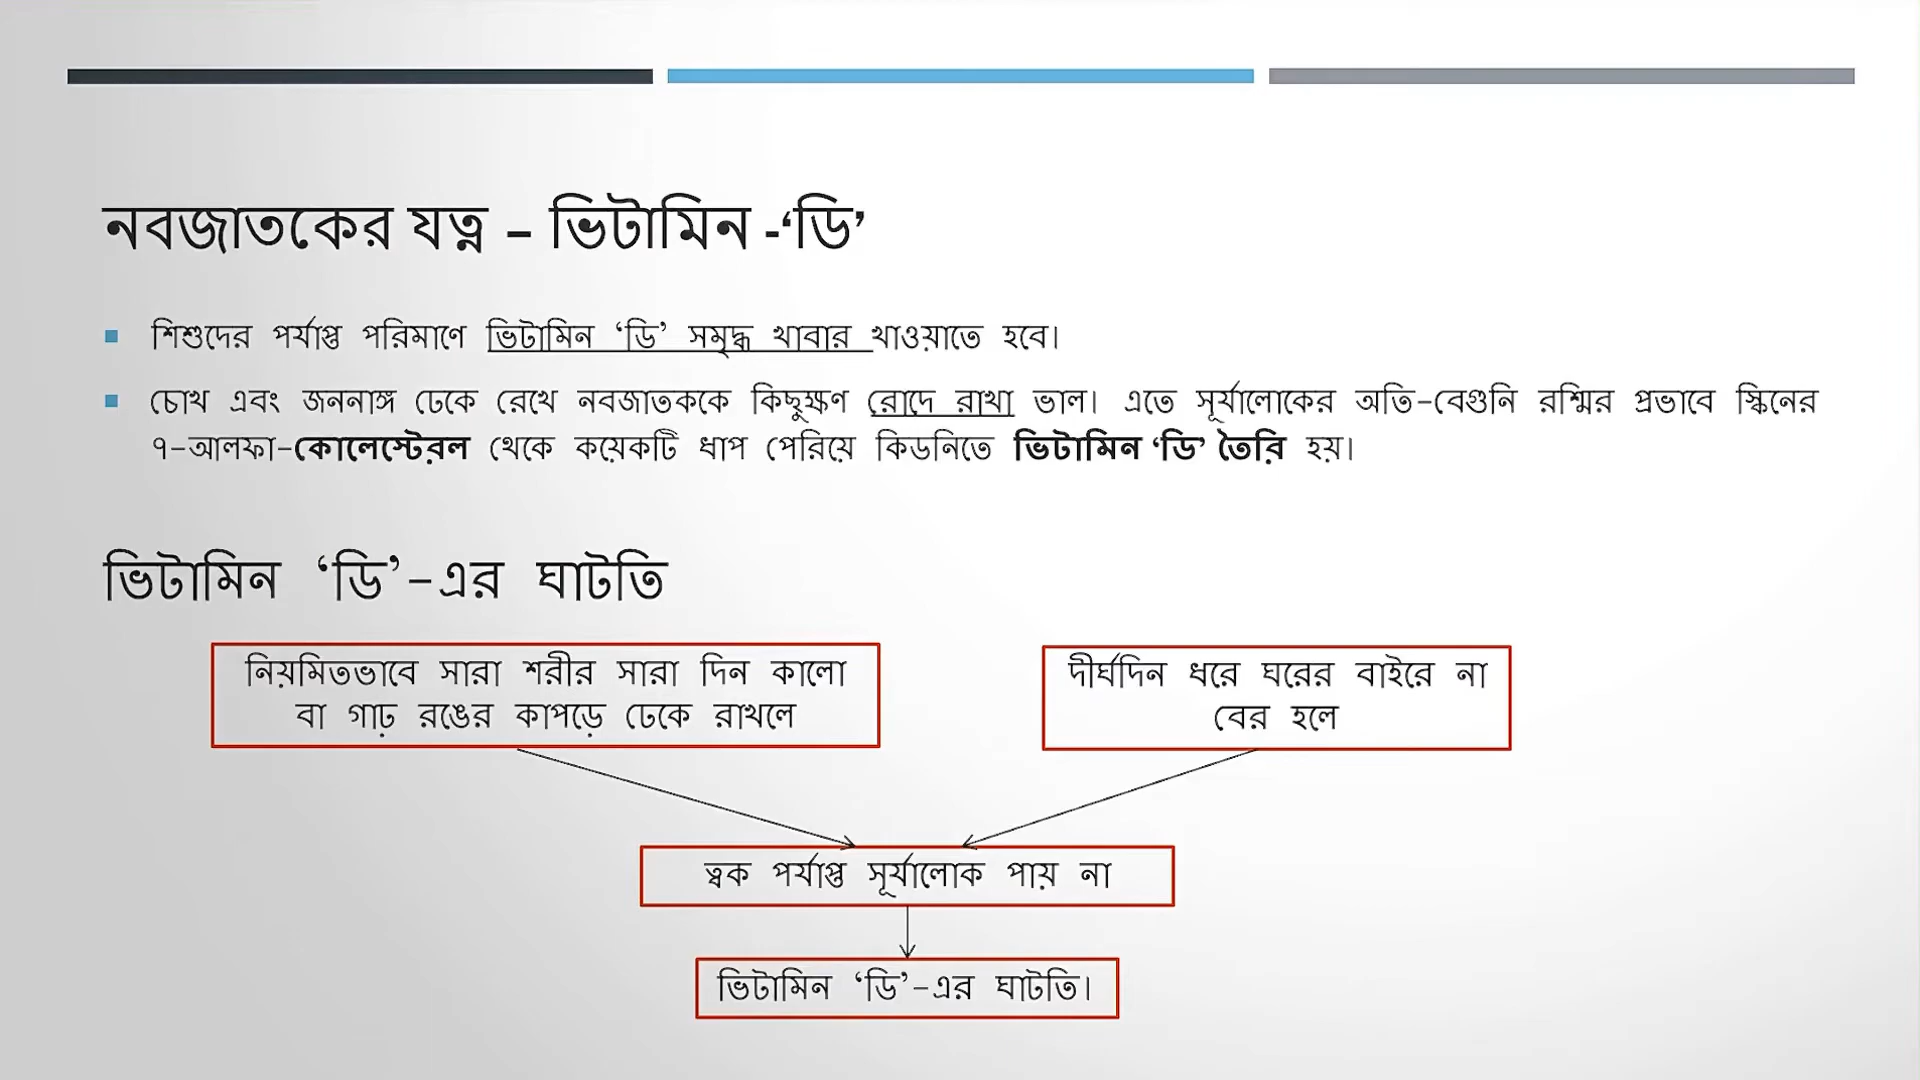 নবজাতকের যত্ন – ভিটামিন -‘ডি’
শিশুদের পর্যাপ্ত পরিমাণে ভিটামিন ‘ডি’ সমৃদ্ধ খাবার খাওয়াতে হবে।
চোখ এবং জননাঙ্গ ঢেকে রেখে নবজাতককে কিছুক্ষণ রোদে রাখা ভাল। এতে সূর্যালোকের অতি-বেগুনি রশ্মির প্রভাবে স্কিনের
৭-আলফা-কোলেস্টেরল থেকে কয়েকটি ধাপ পেরিয়ে কিডনিতে ভিটামিন ‘ডি’ তৈরি হয়।
ভিটামিন ‘ডি’-এর ঘাটতি
নিয়মিতভাবে সারা শরীর সারা দিন কালো
বা গাঢ় রঙের কাপড়ে ঢেকে রাখলে
দীর্ঘদিন ধরে ঘরের বাইরে না
বের হলে
ত্বক পর্যাপ্ত সূর্যালোক পায় না
ভিটামিন ‘ডি’-এর ঘাটতি।